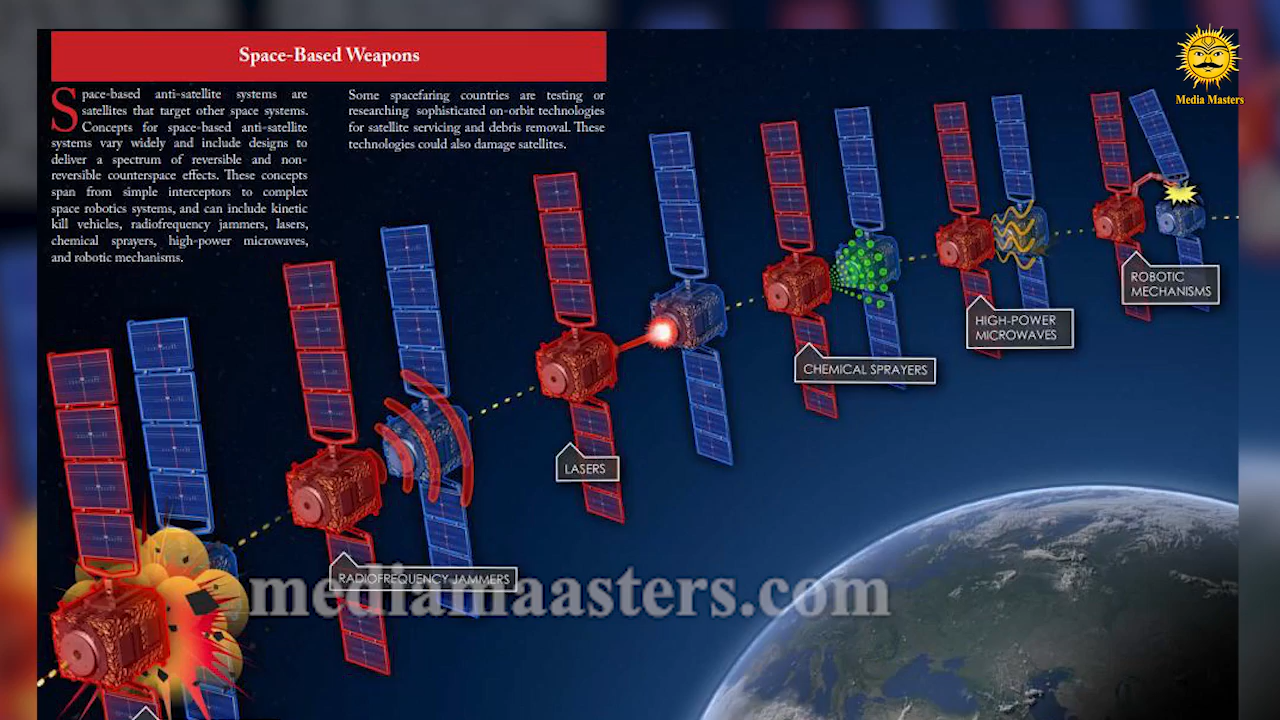 Space-Based Weapons
Space-based anti-satellite systems are
satellites that target other space systems.
Concepts for space-based anti-satellite
systems vary widely and include designs to
deliver a spectrum of reversible and non-
reversible counterspace effects. These concepts
span from simple interceptors to complex
space robotics systems, and can include kinetic
kill vehicles, radiofrequency jammers, lasers,
chemical sprayers, high-power microwaves,
and robotic mechanisms.
Some spacefaring countries are testing or
researching sophisticated on-orbit technologies
for satellite servicing and debris removal. These
technologies could also damage satellites.
Media Masters
ROBOTIC
MECHANISMS
HIGH-POWER
MICROWAVES
CHEMICAL SPRAYERS
LASERS
RADIOFREQUENCY JAMMERS
.mediamaasters.com